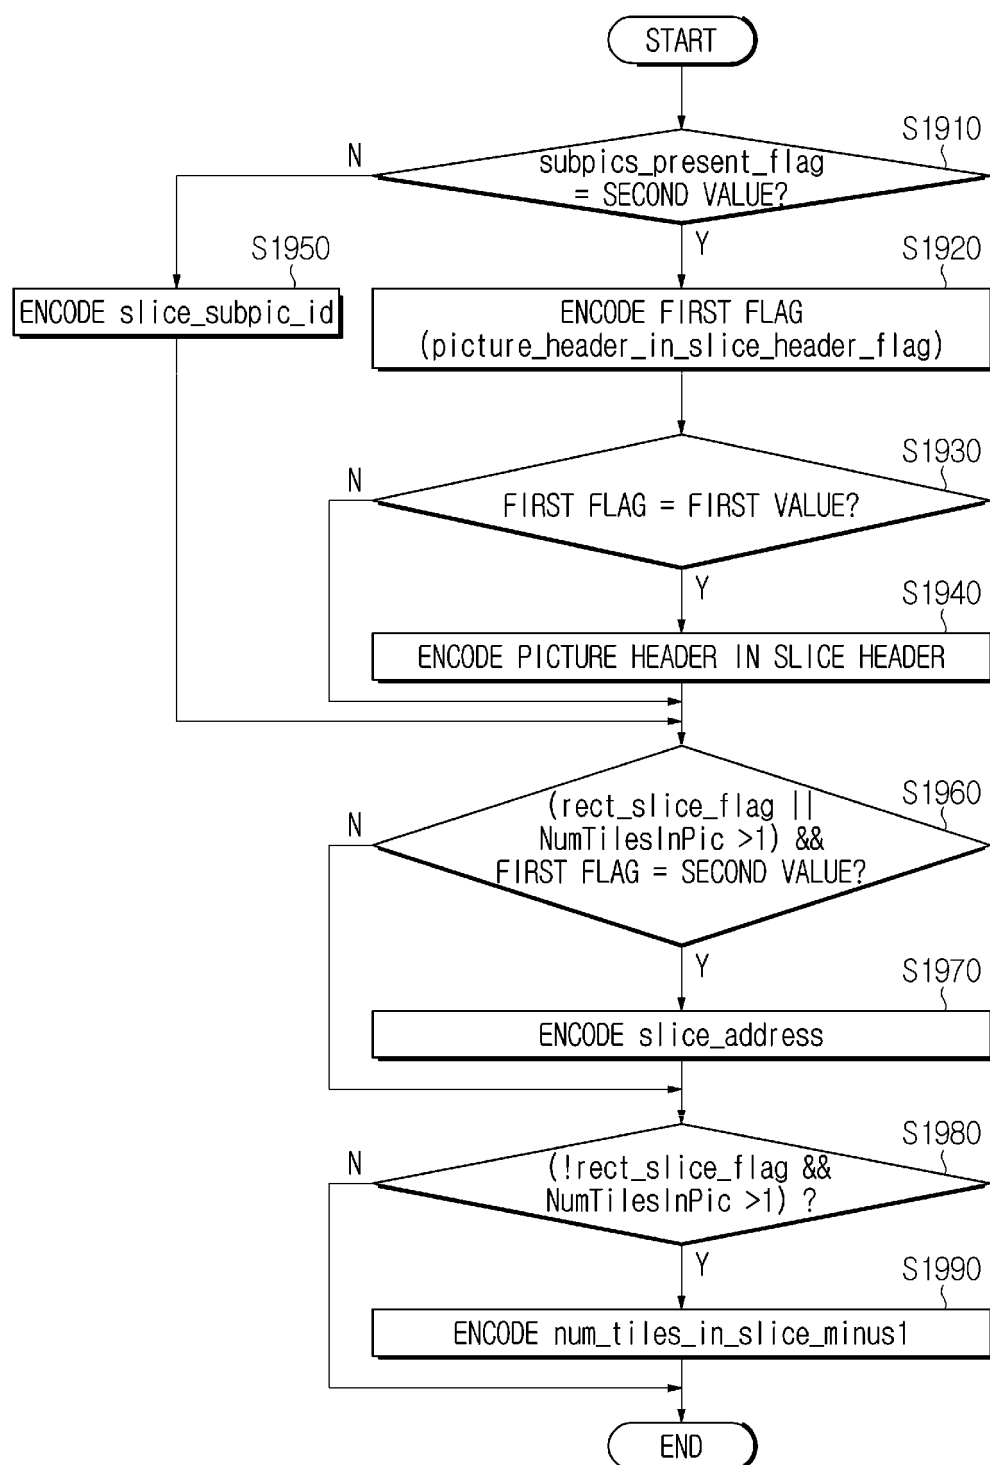 START
S1910
N
subpics_present_flag
= SECOND VALUE?
S1950
Y
S1920
ENCODE slice_subpic_id
ENCODE FIRST FLAG
(picture_header_in_slice_header_flag)
S1930
N
FIRST FLAG = FIRST VALUE?
Y
S1940
ENCODE PICTURE HEADER IN SLICE HEADER
S1960
N
(rect_slice_flag ||
NumTilesInPic >1) &&
FIRST FLAG = SECOND VALUE?
Y
S1970
ENCODE slice_address
S1980
N
(!rect_slice_flag &&
NumTilesInPic >1) ?
Y
S1990
ENCODE num_tiles_in_slice_minus1
END